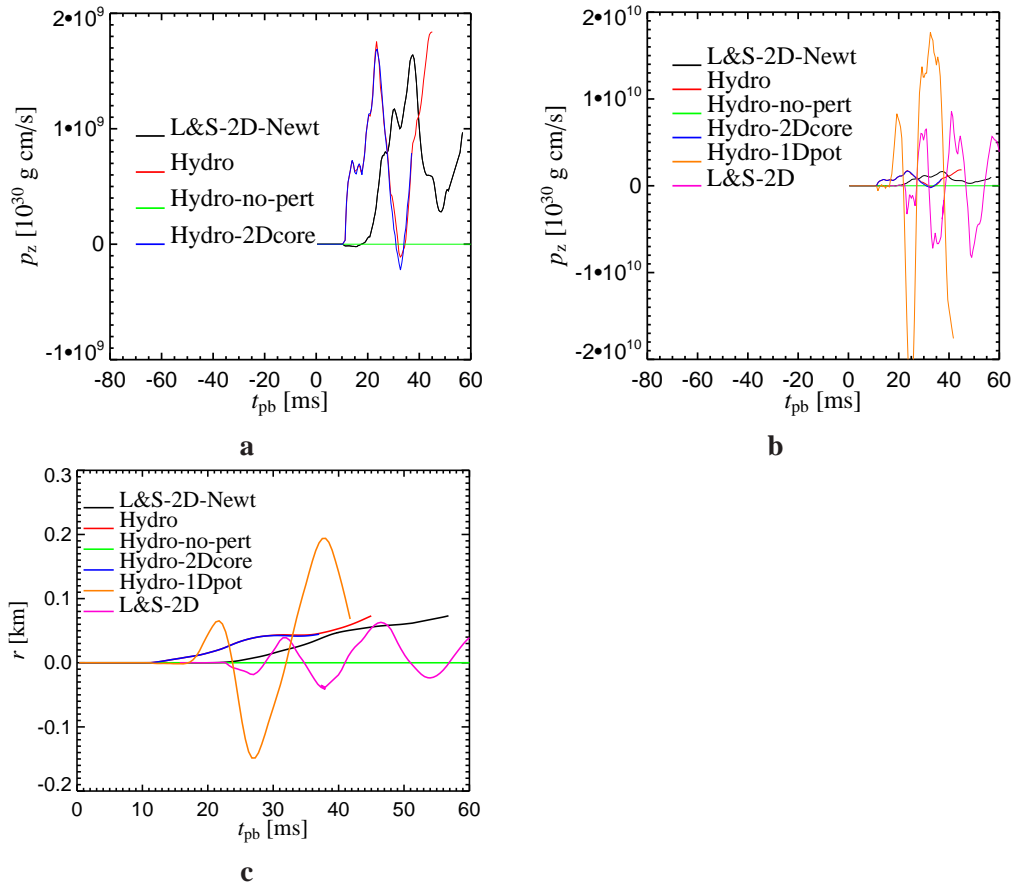 2•10⁹
1•10⁹
0
-1•10⁹
p_z [10³⁰ g cm/s]
L&S-2D-Newt
Hydro
Hydro-no-pert
Hydro-2Dcore
-80 -60 -40 -20 0 20 40 60
t_pb [ms]
a
2•10¹⁰
1•10¹⁰
0
-1•10¹⁰
-2•10¹⁰
p_z [10³⁰ g cm/s]
L&S-2D-Newt
Hydro
Hydro-no-pert
Hydro-2Dcore
Hydro-1Dpot
L&S-2D
-80 -60 -40 -20 0 20 40 60
t_pb [ms]
b
0.3
0.2
0.1
0.0
-0.1
-0.2
r [km]
L&S-2D-Newt
Hydro
Hydro-no-pert
Hydro-2Dcore
Hydro-1Dpot
L&S-2D
0 10 20 30 40 50 60
t_pb [ms]
c